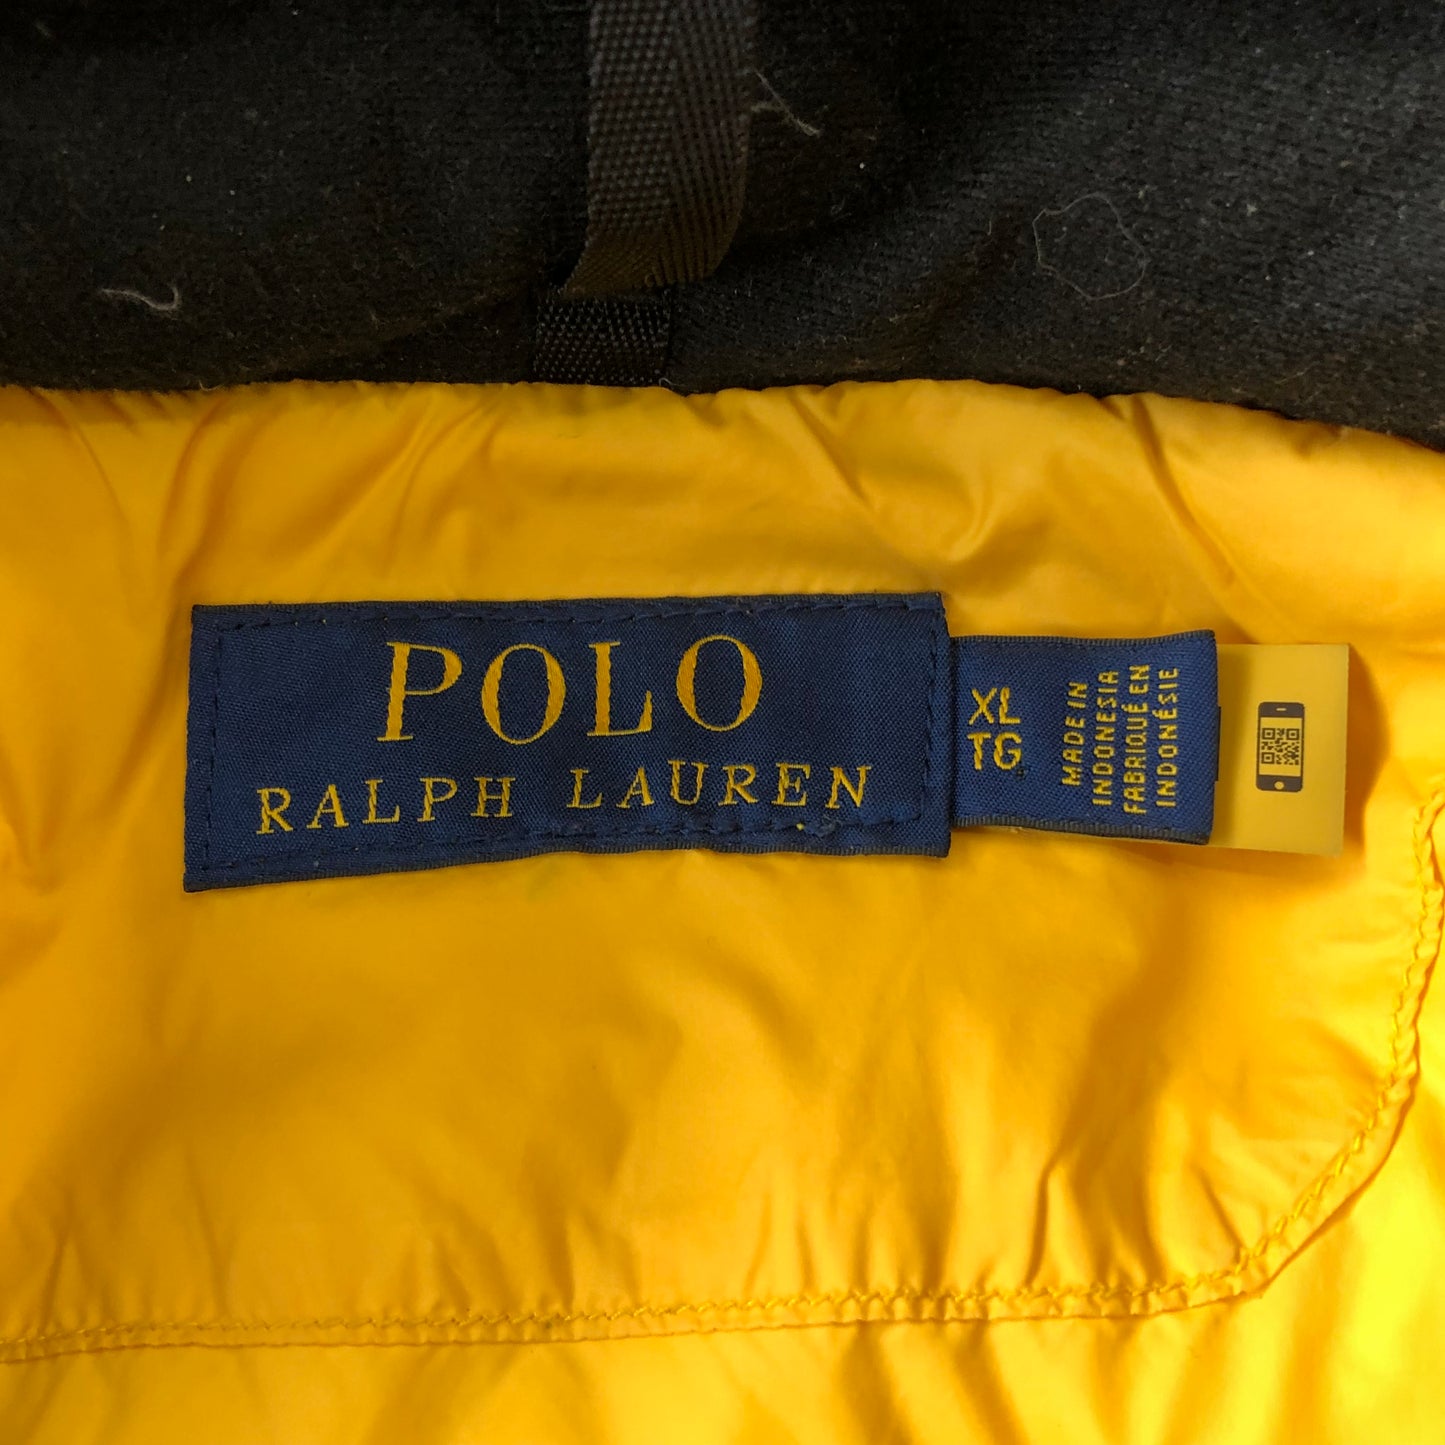 POLO
RALPH LAUREN
XL
TG
MADE IN
INDONESIA
FABRIQUÉ EN
INDONÉSIE